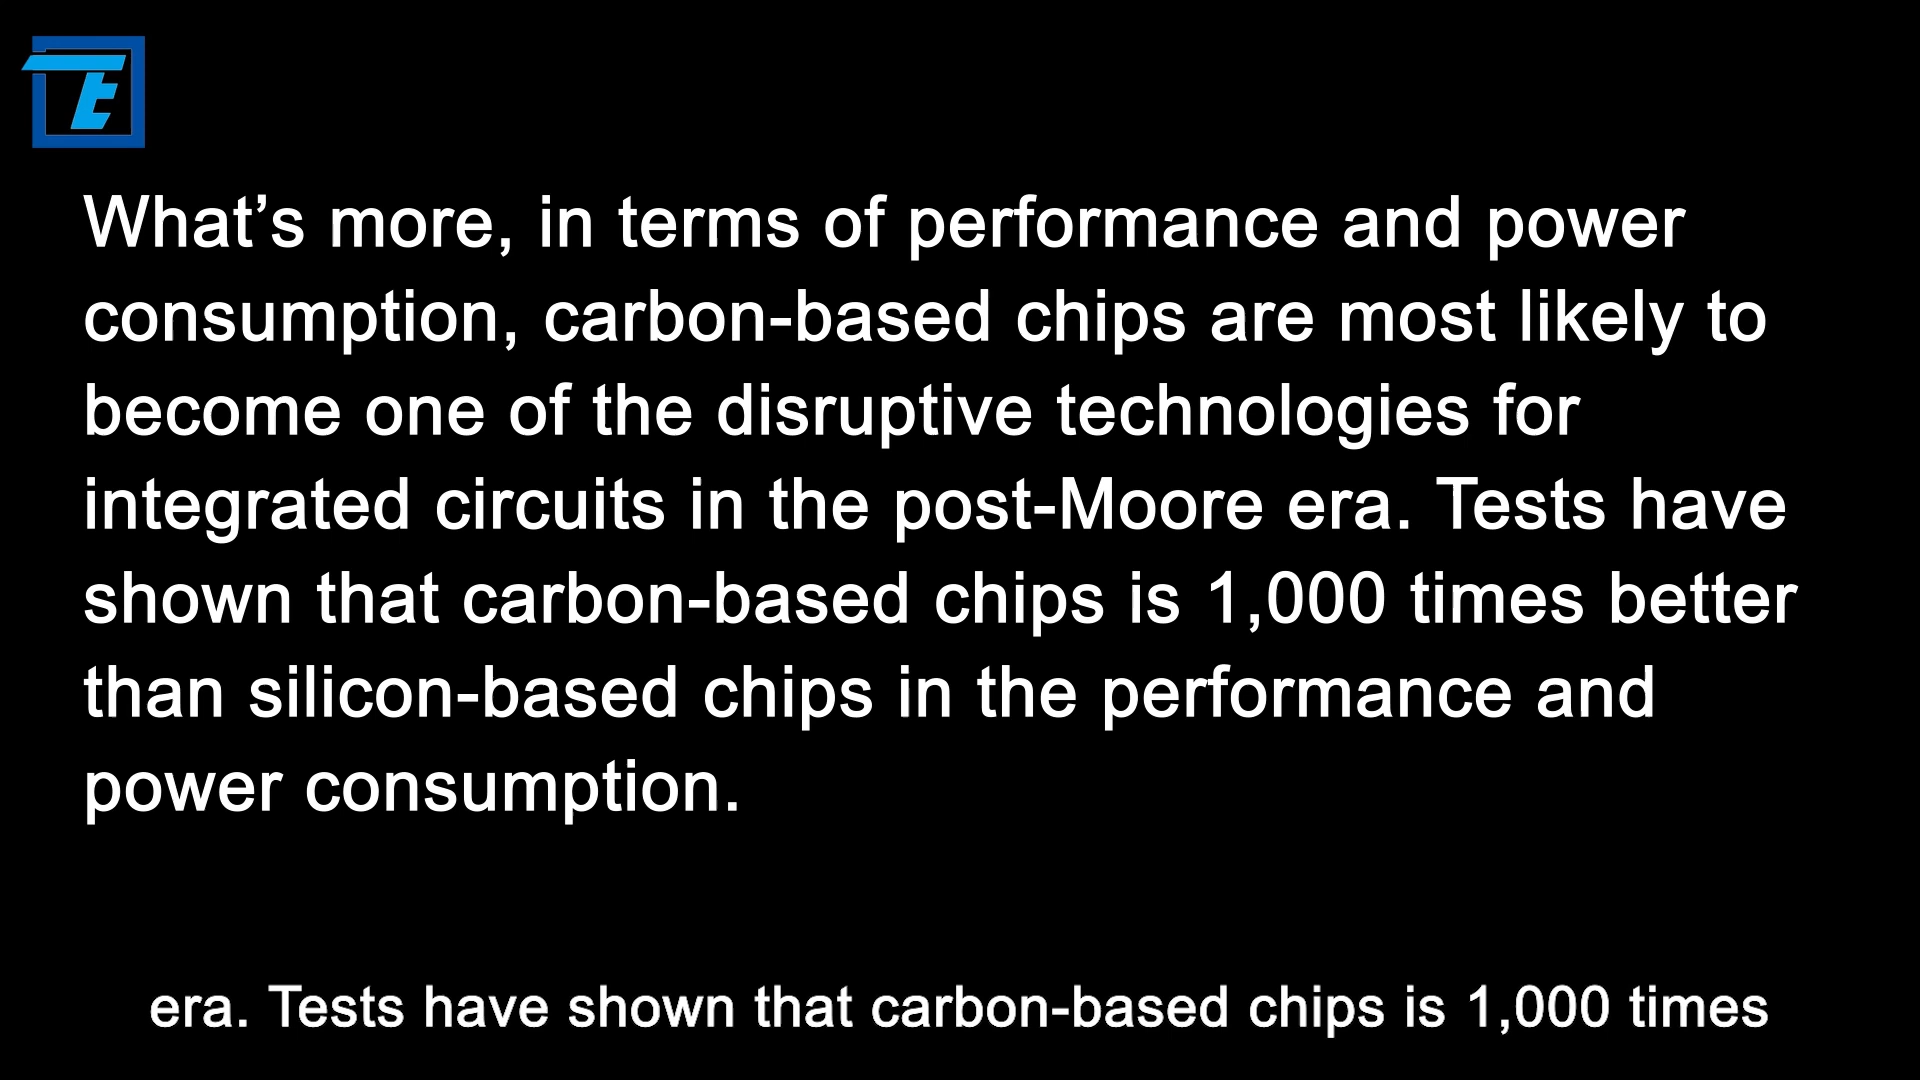 TE
What’s more, in terms of performance and power
consumption, carbon-based chips are most likely to
become one of the disruptive technologies for
integrated circuits in the post-Moore era. Tests have
shown that carbon-based chips is 1,000 times better
than silicon-based chips in the performance and
power consumption.
era. Tests have shown that carbon-based chips is 1,000 times